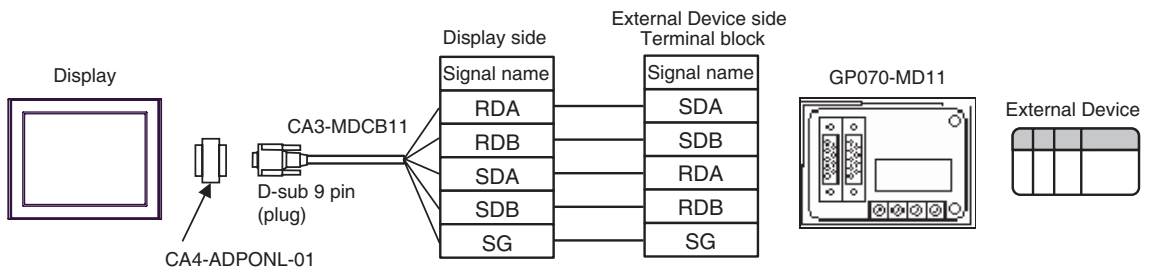 Display
CA4-ADPONL-01
CA3-MDCB11
D-sub 9 pin
(plug)
Display side
Signal name
RDA
RDB
SDA
SDB
SG
External Device side
Terminal block
Signal name
SDA
SDB
RDA
RDB
SG
GP070-MD11
External Device